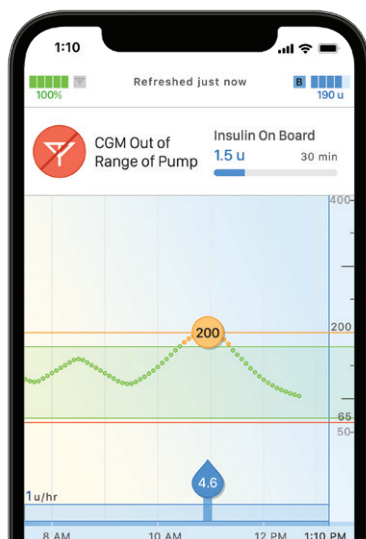 1:10
Refreshed just now
B
100%
190 u
CGM Out of
Range of Pump
Insulin On Board
1.5 u
30 min
400
200
200
65
50
4.6
1 u/hr
8 AM
10 AM
12 PM
1:10 PM